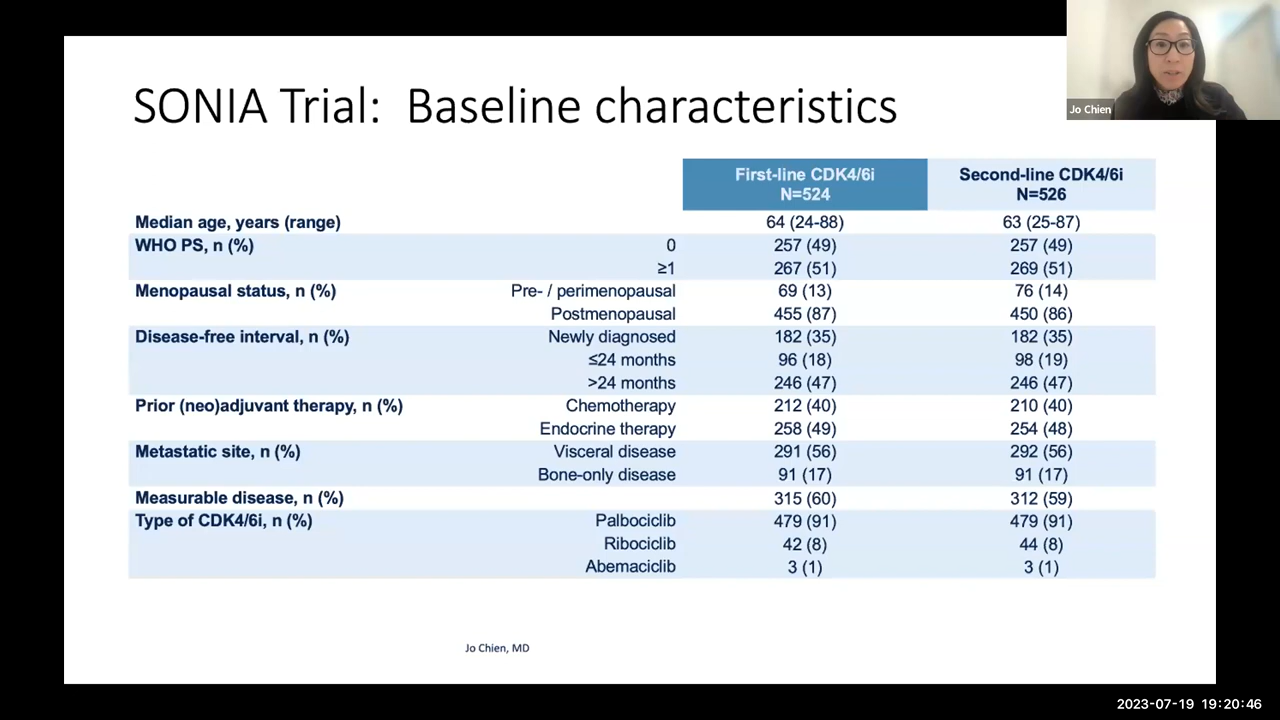 SONIA Trial: Baseline characteristics
Jo Chien
First-line CDK4/6i Second-line CDK4/6i
N=524 N=526
Median age, years (range) 64 (24-88) 63 (25-87)
WHO PS, n (%) 0 257 (49) 257 (49)
≥1 267 (51) 269 (51)
Menopausal status, n (%) Pre- / perimenopausal 69 (13) 76 (14)
Postmenopausal 455 (87) 450 (86)
Disease-free interval, n (%) Newly diagnosed 182 (35) 182 (35)
≤24 months 96 (18) 98 (19)
>24 months 246 (47) 246 (47)
Prior (neo)adjuvant therapy, n (%) Chemotherapy 212 (40) 210 (40)
Endocrine therapy 258 (49) 254 (48)
Metastatic site, n (%) Visceral disease 291 (56) 292 (56)
Bone-only disease 91 (17) 91 (17)
Measurable disease, n (%) 315 (60) 312 (59)
Type of CDK4/6i, n (%) Palbociclib 479 (91) 479 (91)
Ribociclib 42 (8) 44 (8)
Abemaciclib 3 (1) 3 (1)
Jo Chien, MD
2023-07-19 19:20:46